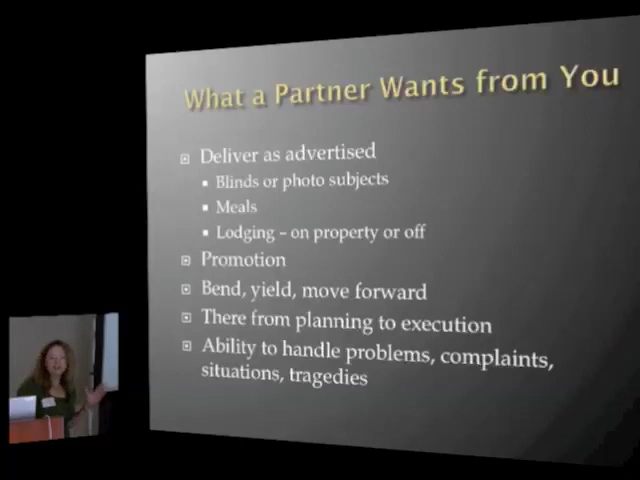 What a Partner Wants from You
Deliver as advertised
Blinds or photo subjects
Meals
Lodging – on property or off
Promotion
Bend, yield, move forward
There from planning to execution
Ability to handle problems, complaints,
situations, tragedies